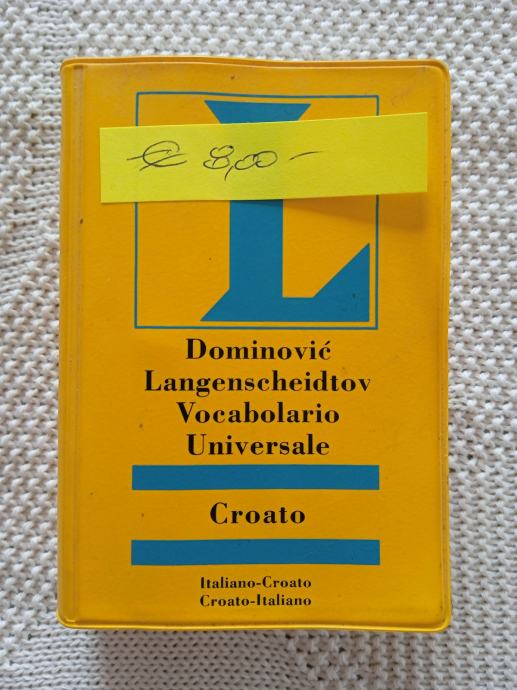 L
€ 8,00 -
Dominović
Langenscheidtov
Vocabolario
Universale
Croato
Italiano-Croato
Croato-Italiano